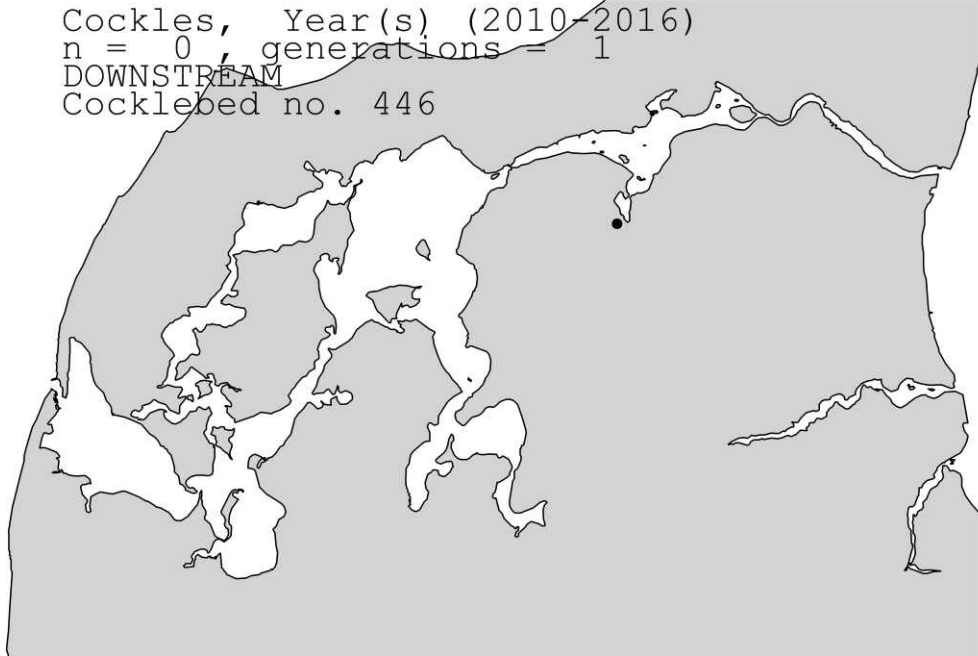 Cockles, Year(s) (2010-2016)
n = 0 , generations = 1
DOWNSTREAM
Cocklebed no. 446